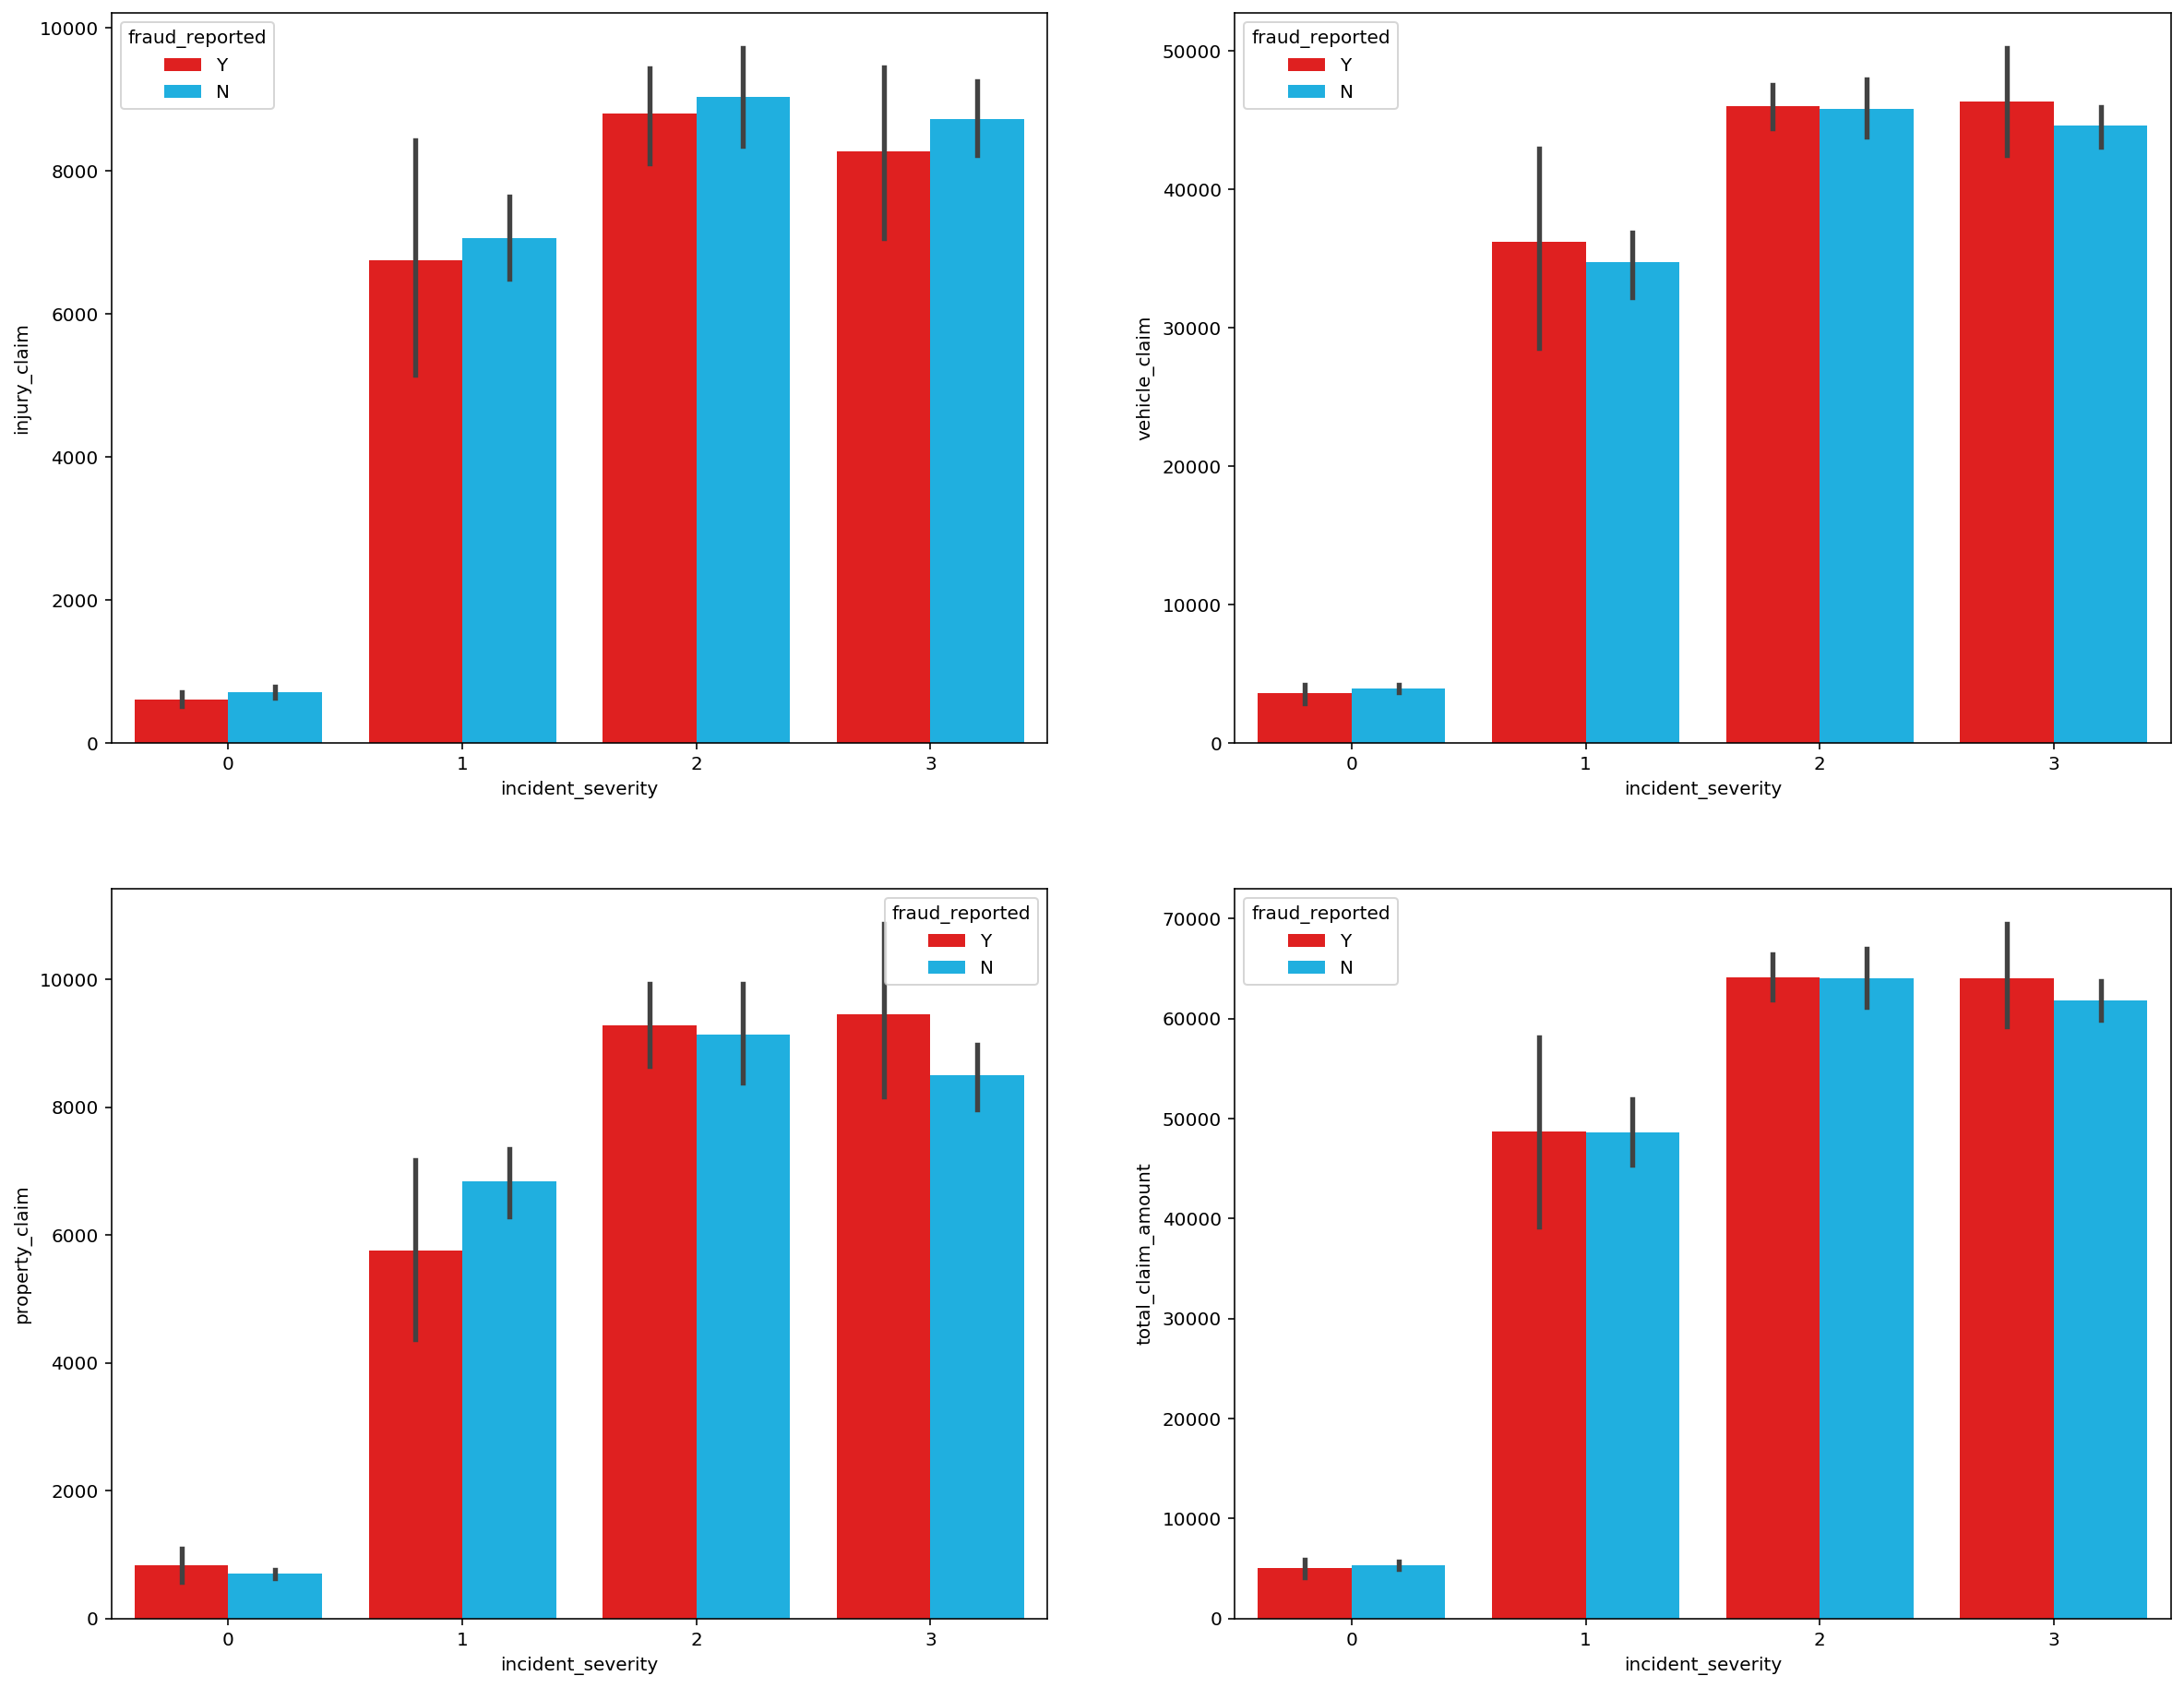 10000
8000
6000
4000
2000
0
injury_claim
fraud_reported
Y
N
0 1 2 3
incident_severity
50000
40000
30000
20000
10000
0
vehicle_claim
fraud_reported
Y
N
0 1 2 3
incident_severity
10000
8000
6000
4000
2000
0
property_claim
fraud_reported
Y
N
0 1 2 3
incident_severity
70000
60000
50000
40000
30000
20000
10000
0
total_claim_amount
fraud_reported
Y
N
0 1 2 3
incident_severity